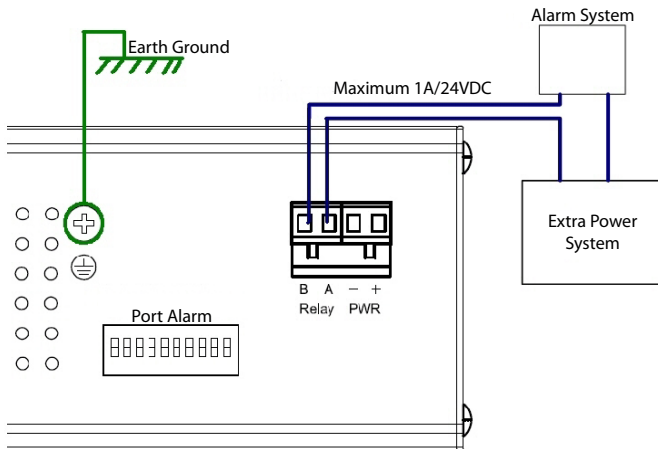 Alarm System
Earth Ground
Maximum 1A/24VDC
Extra Power
System
B A − +
Relay PWR
Port Alarm